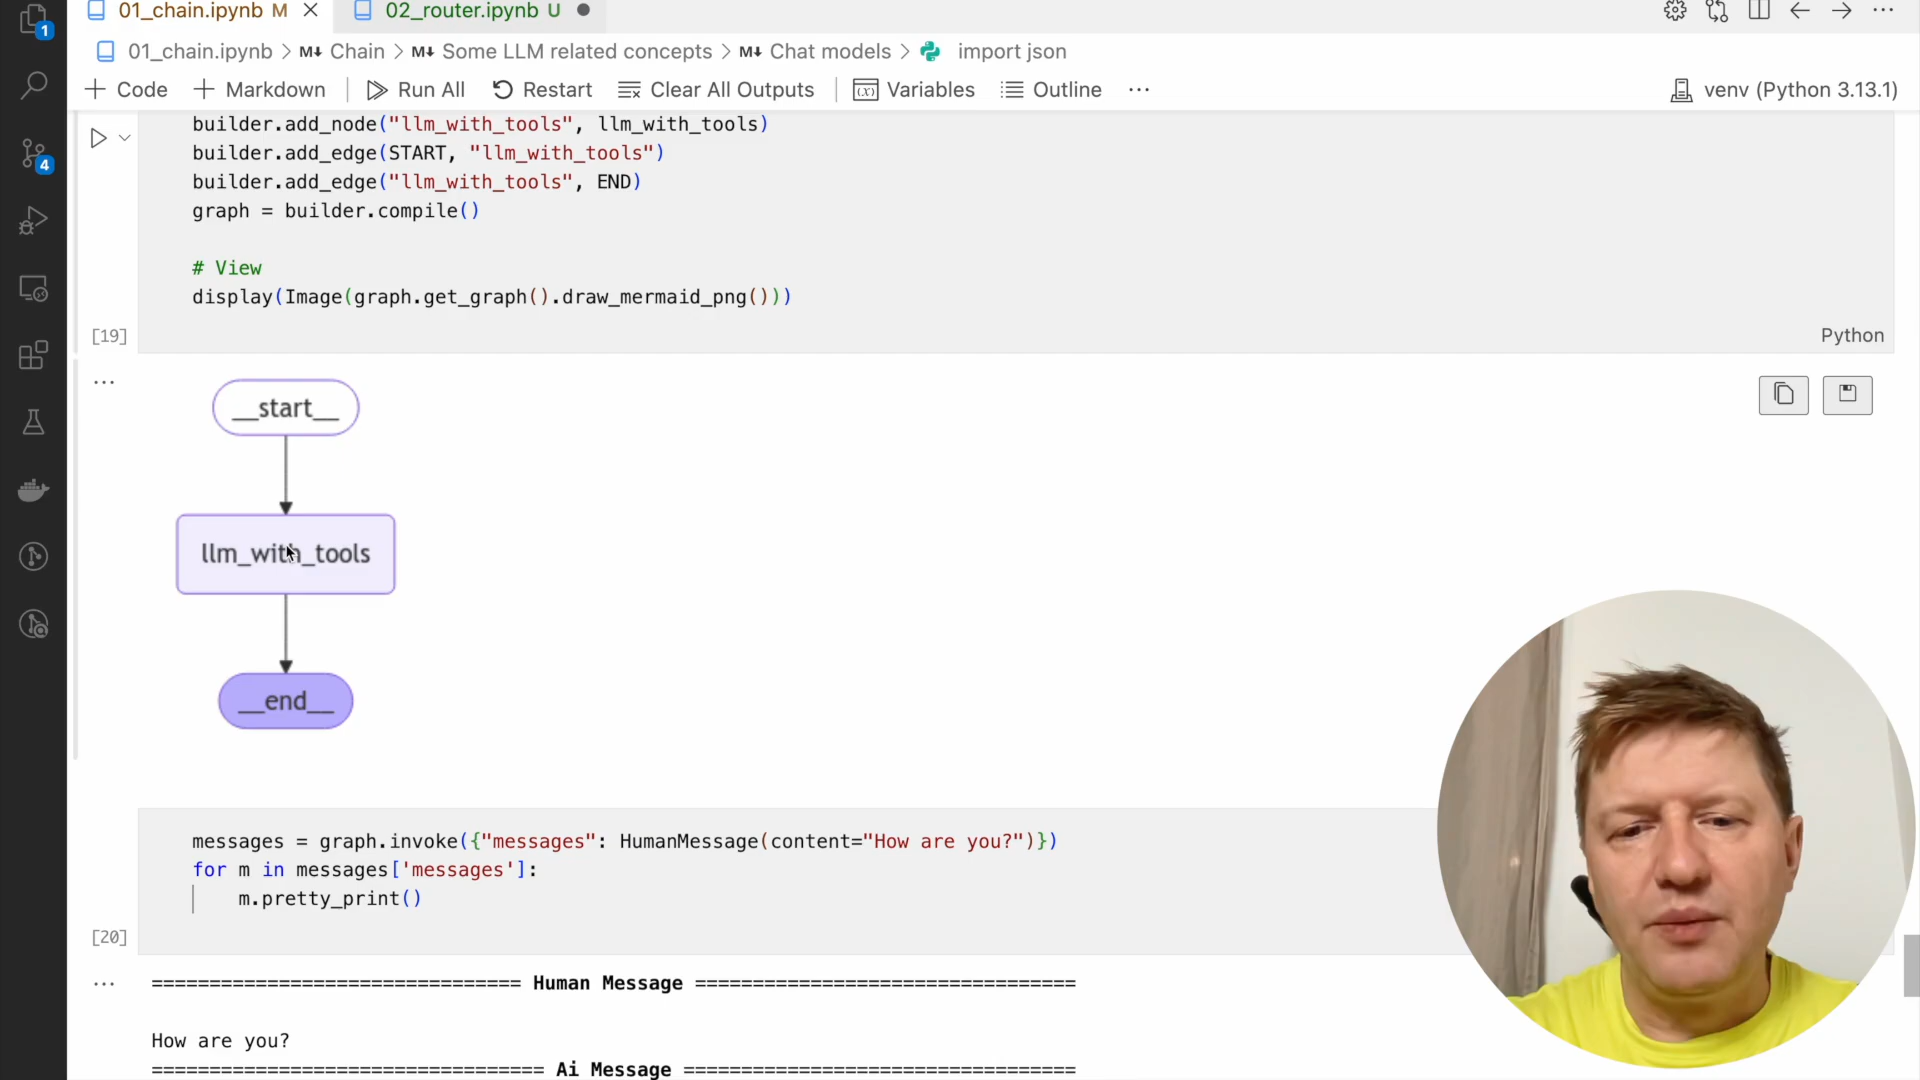 01_chain.ipynb M
02_router.ipynb U
1
01_chain.ipynb > M↓ Chain > M↓ Some LLM related concepts > M↓ Chat models > import json
Code Markdown Run All Restart Clear All Outputs (x) Variables Outline ... venv (Python 3.13.1)
4
builder.add_node("llm_with_tools", llm_with_tools)
builder.add_edge(START, "llm_with_tools")
builder.add_edge("llm_with_tools", END)
graph = builder.compile()
# View
display(Image(graph.get_graph().draw_mermaid_png()))
[19]
Python
...
__start__
llm_with_tools
__end__
messages = graph.invoke({"messages": HumanMessage(content="How are you?")})
for m in messages['messages']:
    m.pretty_print()
[20]
...
================================ Human Message =================================
How are you?
================================== Ai Message ==================================